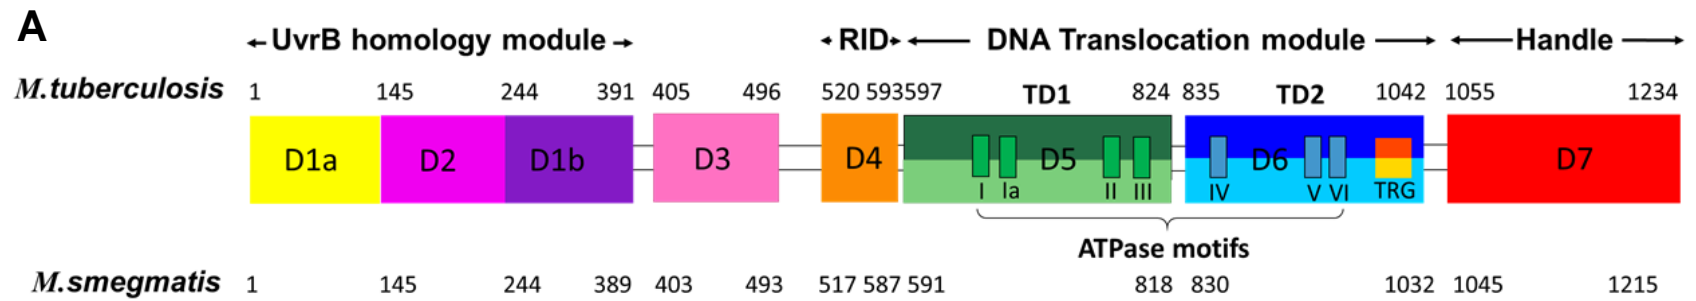 A
UvrB homology module RID DNA Translocation module Handle
M.tuberculosis 1 145 244 391 405 496 520 593 597 TD1 824 835 TD2 1042 1055 1234
D1a D2 D1b D3 D4 D5 D6 D7
I Ia II III IV V VI TRG
ATPase motifs
M.smegmatis 1 145 244 389 403 493 517 587 591 818 830 1032 1045 1215